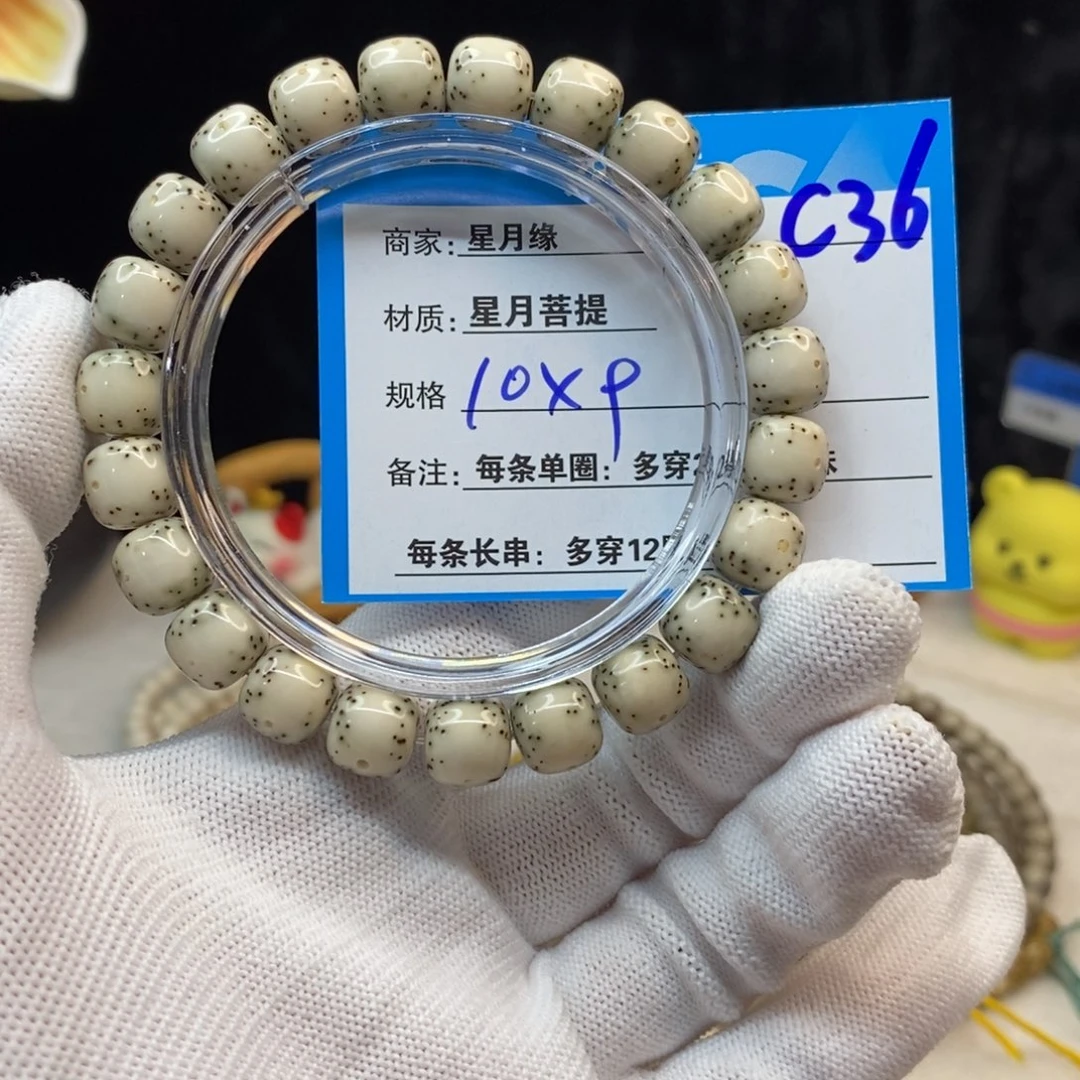 C36
商家：星月缘
材质：星月菩提
规格 10X9
备注：每条单圈：多穿
每条长串：多穿12